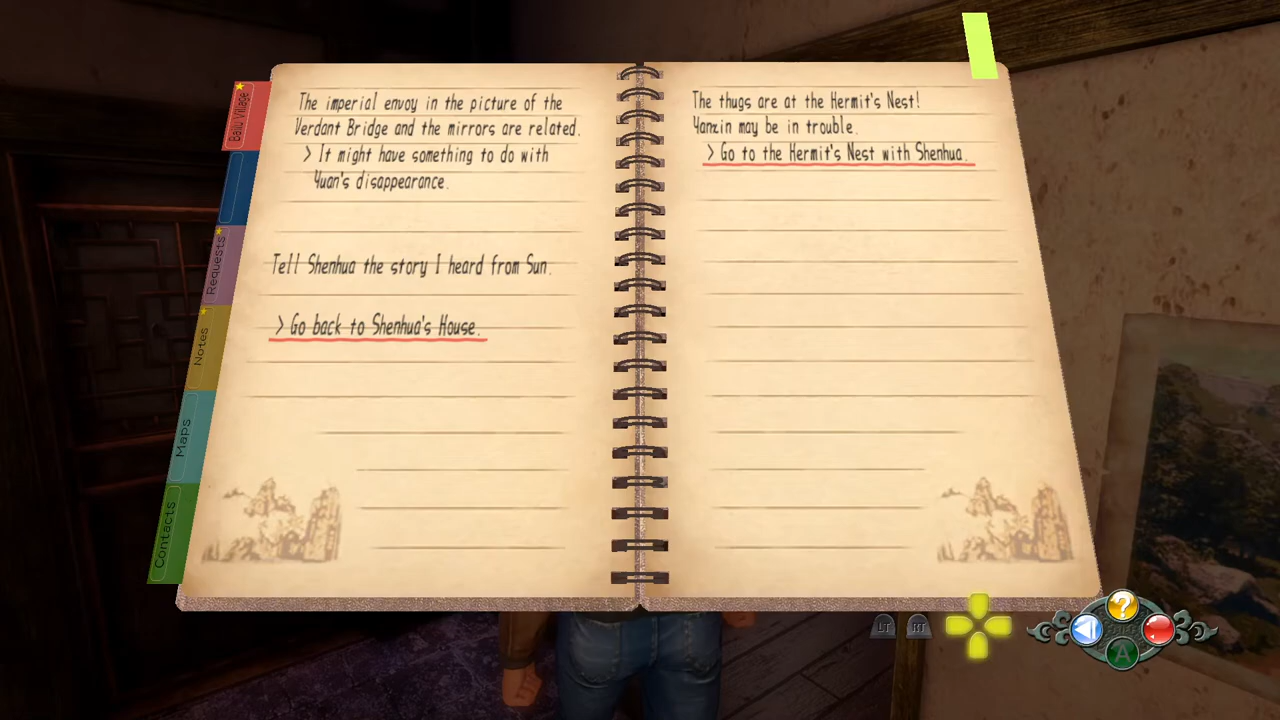 The imperial envoy in the picture of the
Verdant Bridge and the mirrors are related.
> It might have something to do with
Yuan's disappearance.
Tell Shenhua the story I heard from Sun.
> Go back to Shenhua's House.
The thugs are at the Hermit's Nest!
Yanxin may be in trouble.
> Go to the Hermit's Nest with Shenhua.
Bailu Village
Requests
Notes
Maps
Contacts
LT
RT
?
A